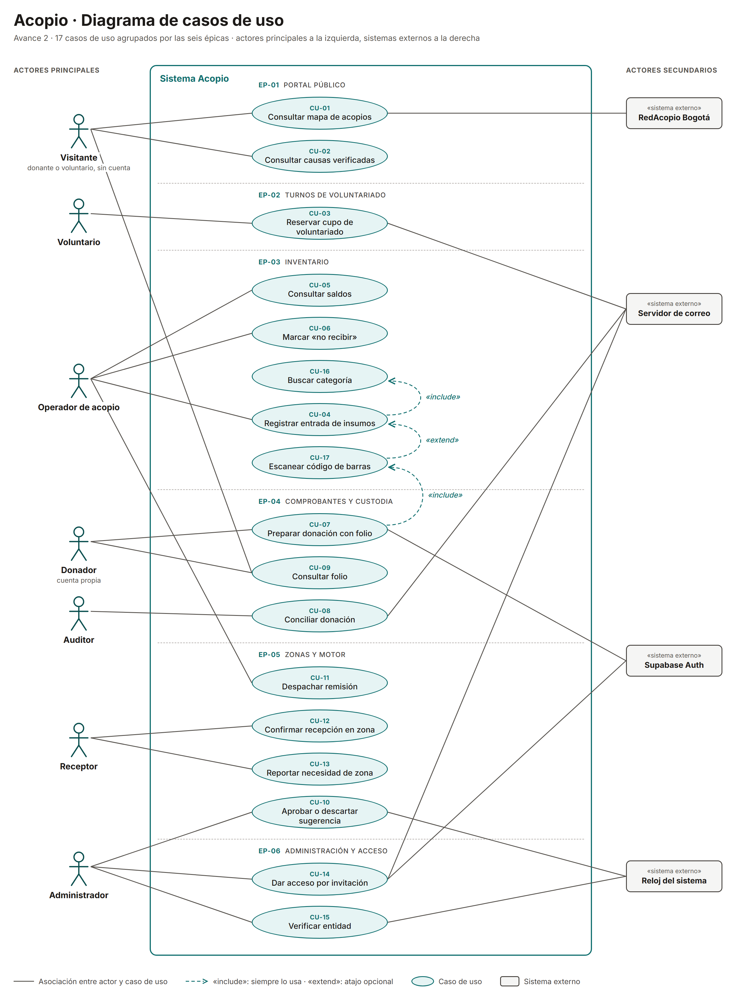 Acopio · Diagrama de casos de uso
Avance 2 · 17 casos de uso agrupados por las seis épicas · actores principales a la izquierda, sistemas externos a la derecha
ACTORES PRINCIPALES
ACTORES SECUNDARIOS
Sistema Acopio
EP-01 PORTAL PÚBLICO
CU-01
Consultar mapa de acopios
«sistema externo»
RedAcopio Bogotá
CU-02
Consultar causas verificadas
Visitante
donante o voluntario, sin cuenta
EP-02 TURNOS DE VOLUNTARIADO
CU-03
Reservar cupo de
voluntariado
Voluntario
EP-03 INVENTARIO
CU-05
Consultar saldos
«sistema externo»
Servidor de correo
CU-06
Marcar «no recibir»
CU-16
Buscar categoría
«include»
Operador de acopio
CU-04
Registrar entrada de insumos
«extend»
CU-17
Escanear código de barras
«include»
EP-04 COMPROBANTES Y CUSTODIA
CU-07
Preparar donación con folio
Donador
cuenta propia
CU-09
Consultar folio
CU-08
Conciliar donación
Auditor
EP-05 ZONAS Y MOTOR
«sistema externo»
Supabase Auth
CU-11
Despachar remisión
CU-12
Confirmar recepción en zona
Receptor
CU-13
Reportar necesidad de zona
CU-10
Aprobar o descartar
sugerencia
EP-06 ADMINISTRACIÓN Y ACCESO
CU-14
Dar acceso por invitación
«sistema externo»
Reloj del sistema
Administrador
CU-15
Verificar entidad
Asociación entre actor y caso de uso
«include»: siempre lo usa · «extend»: atajo opcional
Caso de uso
Sistema externo